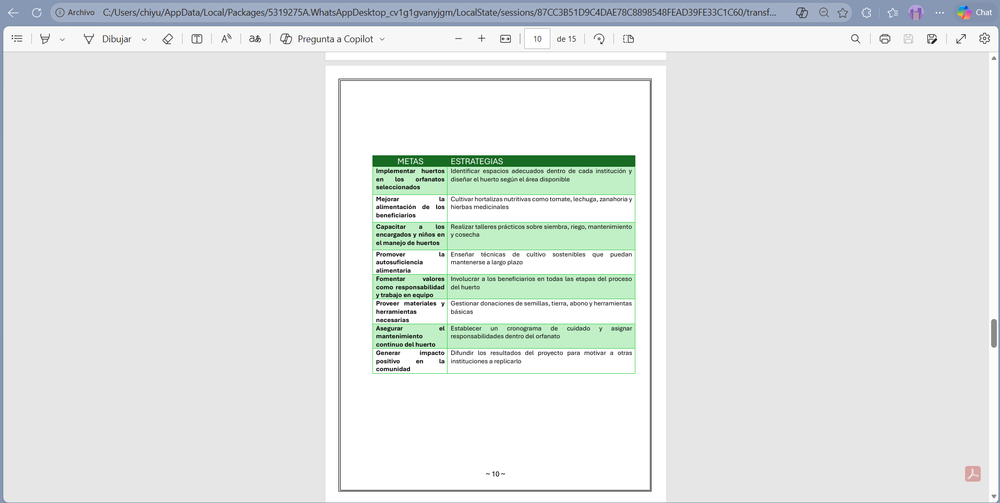 Archivo
C:/Users/chiyu/AppData/Local/Packages/5319275A.WhatsAppDesktop_cv1g1gvanyjgm/LocalState/sessions/87CC3B51D9C4DAE78C8898548FEAD39FE33C1C60/transf...
Chat
Dibujar
Pregunta a Copilot
10 de 15
METAS ESTRATEGIAS
Implementar huertos
en los orfanatos
seleccionados
Identificar espacios adecuados dentro de cada institución y
diseñar el huerto según el área disponible
Mejorar la
alimentación de los
beneficiarios
Cultivar hortalizas nutritivas como tomate, lechuga, zanahoria y
hierbas medicinales
Capacitar a los
encargados y niños en
el manejo de huertos
Realizar talleres prácticos sobre siembra, riego, mantenimiento
y cosecha
Promover la
autosuficiencia
alimentaria
Enseñar técnicas de cultivo sostenibles que puedan
mantenerse a largo plazo
Fomentar valores
como responsabilidad
y trabajo en equipo
Involucrar a los beneficiarios en todas las etapas del proceso
del huerto
Proveer materiales y
herramientas
necesarias
Gestionar donaciones de semillas, tierra, abono y herramientas
básicas
Asegurar el
mantenimiento
continuo del huerto
Establecer un cronograma de cuidado y asignar
responsabilidades dentro del orfanato
Generar impacto
positivo en la
comunidad
Difundir los resultados del proyecto para motivar a otras
instituciones a replicarlo
~ 10 ~